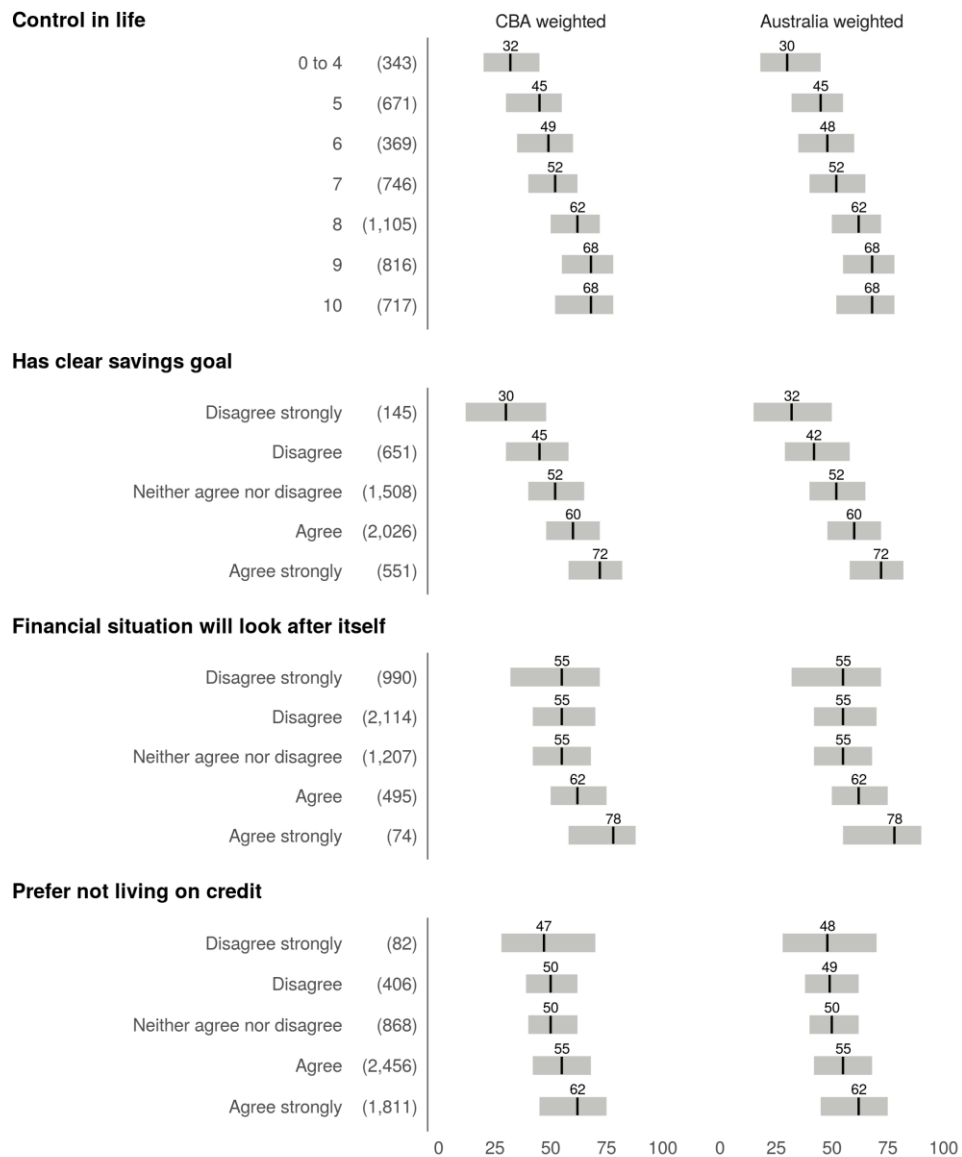 Control in life CBA weighted Australia weighted
0 to 4 (343) 32 30
5 (671) 45 45
6 (369) 49 48
7 (746) 52 52
8 (1,105) 62 62
9 (816) 68 68
10 (717) 68 68
Has clear savings goal
Disagree strongly (145) 30 32
Disagree (651) 45 42
Neither agree nor disagree (1,508) 52 52
Agree (2,026) 60 60
Agree strongly (551) 72 72
Financial situation will look after itself
Disagree strongly (990) 55 55
Disagree (2,114) 55 55
Neither agree nor disagree (1,207) 55 55
Agree (495) 62 62
Agree strongly (74) 78 78
Prefer not living on credit
Disagree strongly (82) 47 48
Disagree (406) 50 49
Neither agree nor disagree (868) 50 50
Agree (2,456) 55 55
Agree strongly (1,811) 62 62
0 25 50 75 100 0 25 50 75 100